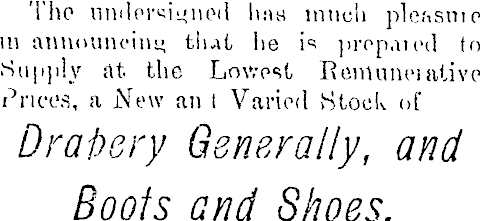 The undersigned has much pleasure
in announcing that he is prepared to
Supply at the Lowest Remunerative
Prices, a New and Varied Stock of
Drapery Generally, and
Boots and Shoes.